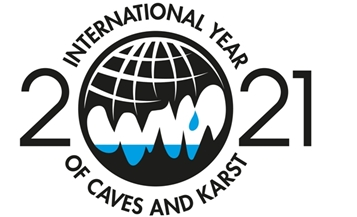 INTERNATIONAL YEAR
2021
OF CAVES AND KARST